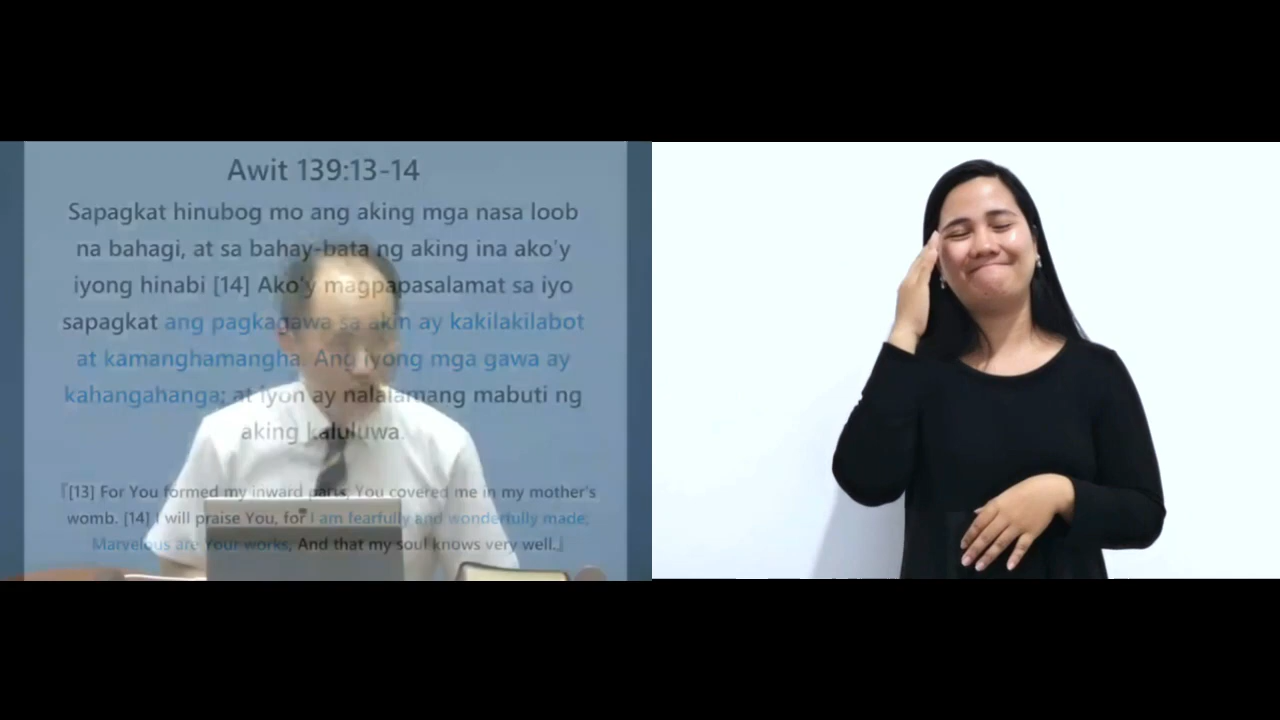 Awit 139:13-14
Sapagkat hinubog mo ang aking mga nasa loob
na bahagi, at sa bahay-bata ng aking ina ako'y
iyong hinabi [14] Ako'y magpapasalamat sa iyo
sapagkat ang pagkagawa sa akin ay kakilakilabot
at kamanghamangha. Ang iyong mga gawa ay
kahangahanga; at iyon ay nalalamang mabuti ng
aking kaluluwa.
『[13] For You formed my inward parts; You covered me in my mother's
womb. [14] I will praise You, for I am fearfully and wonderfully made;
Marvelous are Your works, And that my soul knows very well.』